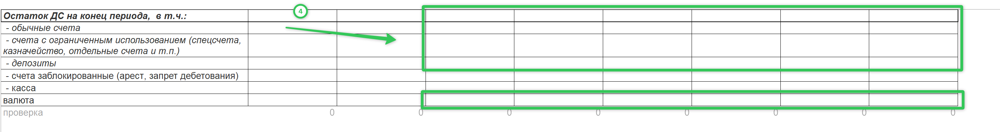 4
Остаток ДС на конец периода,  в т.ч.:
- обычные счета
- счета с ограниченным использованием (спецсчета,
казначейство, отдельные счета и т.п.)
- депозиты
- счета заблокированные (арест, запрет дебетования)
- касса
валюта
проверка 0 0 0 0 0 0 0 0